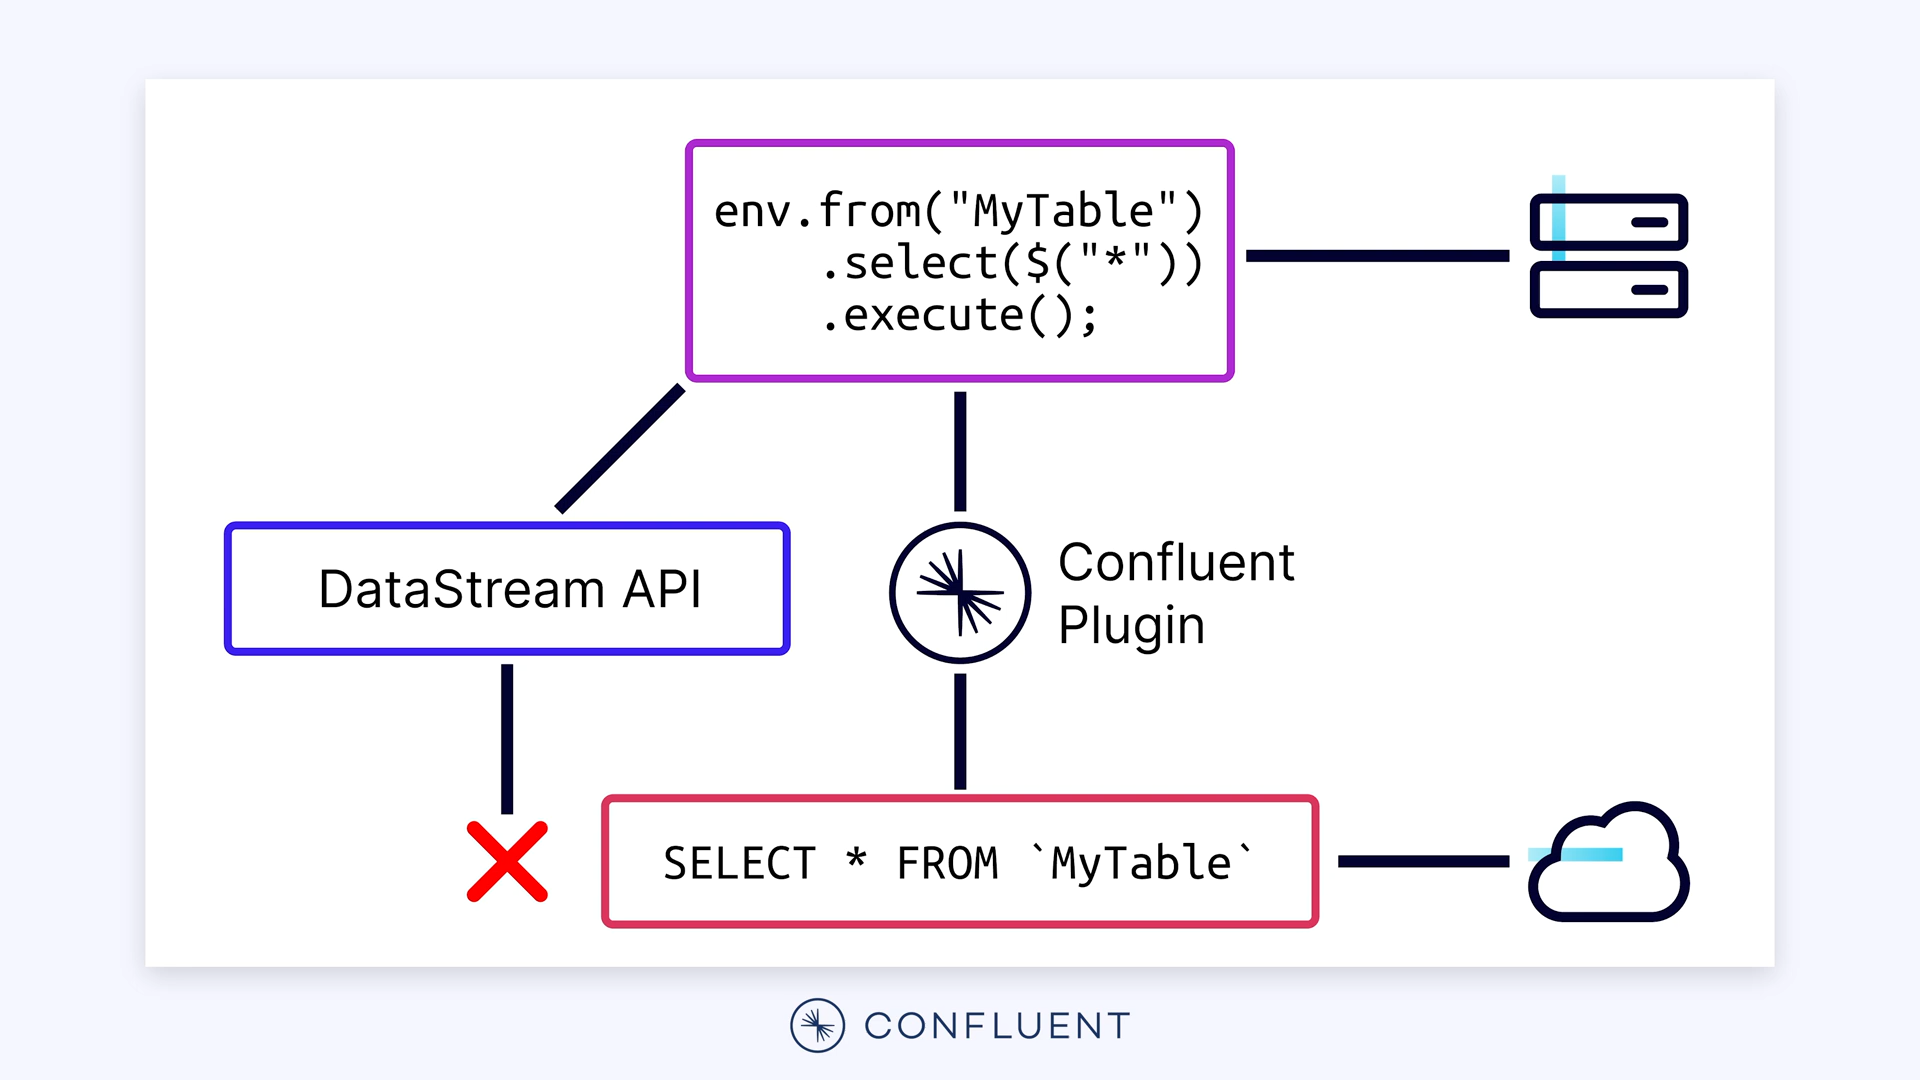 env.from("MyTable")
.select($("*"))
.execute();
DataStream API
Confluent
Plugin
SELECT * FROM `MyTable`
CONFLUENT